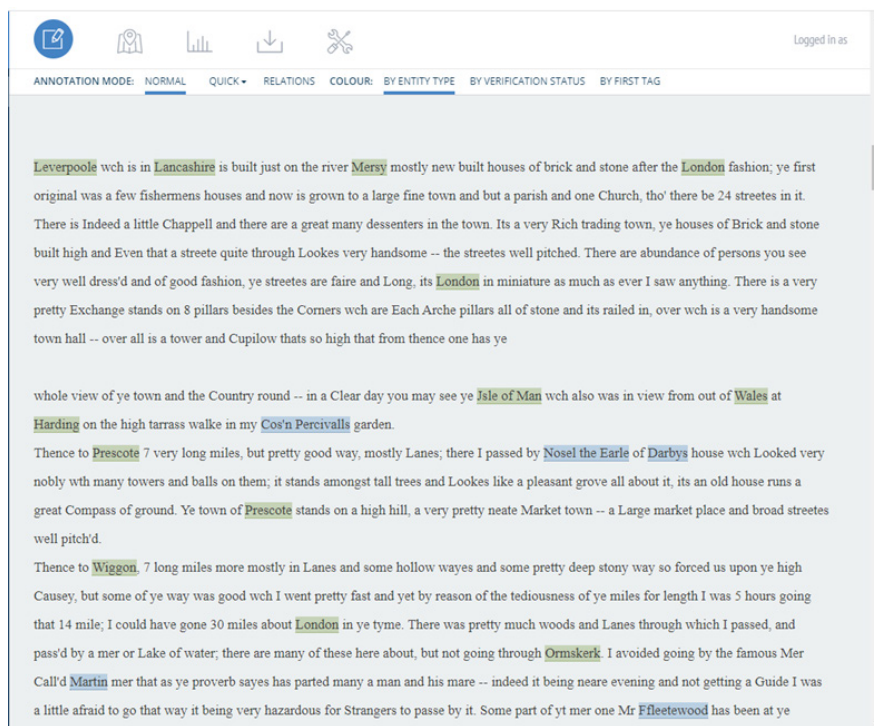 Logged in as
ANNOTATION MODE: NORMAL QUICK RELATIONS COLOUR: BY ENTITY TYPE BY VERIFICATION STATUS BY FIRST TAG
Leverpoole wch is in Lancashire is built just on the river Mersy mostly new built houses of brick and stone after the London fashion; ye first
original was a few fishermens houses and now is grown to a large fine town and but a parish and one Church, tho' there be 24 streetes in it.
There is Indeed a little Chappell and there are a great many dessenters in the town. Its a very Rich trading town, ye houses of Brick and stone
built high and Even that a streete quite through Lookes very handsome -- the streetes well pitched. There are abundance of persons you see
very well dress'd and of good fashion, ye streetes are faire and Long, its London in miniature as much as ever I saw anything. There is a very
pretty Exchange stands on 8 pillars besides the Corners wch are Each Arche pillars all of stone and its railed in, over wch is a very handsome
town hall -- over all is a tower and Cupilow thats so high that from thence one has ye
whole view of ye town and the Country round -- in a Clear day you may see ye Jsle of Man wch also was in view from out of Wales at
Harding on the high tarrass walke in my Cos'n Percivalls garden.
Thence to Prescote 7 very long miles, but pretty good way, mostly Lanes; there I passed by Nosel the Earle of Darbys house wch Looked very
nobly wth many towers and balls on them; it stands amongst tall trees and Lookes like a pleasant grove all about it, its an old house runs a
great Compass of ground. Ye town of Prescote stands on a high hill, a very pretty neate Market town -- a Large market place and broad streetes
well pitch'd.
Thence to Wiggon, 7 long miles more mostly in Lanes and some hollow wayes and some pretty deep stony way so forced us upon ye high
Causey, but some of ye way was good wch I went pretty fast and yet by reason of the tediousness of ye miles for length I was 5 hours going
that 14 mile; I could have gone 30 miles about London in ye tyme. There was pretty much woods and Lanes through which I passed, and
pass'd by a mer or Lake of water; there are many of these here about, but not going through Ormskerk. I avoided going by the famous Mer
Call'd Martin mer that as ye proverb sayes has parted many a man and his mare -- indeed it being neare evening and not getting a Guide I was
a little afraid to go that way it being very hazardous for Strangers to passe by it. Some part of yt mer one Mr Ffleetewood has been at ye